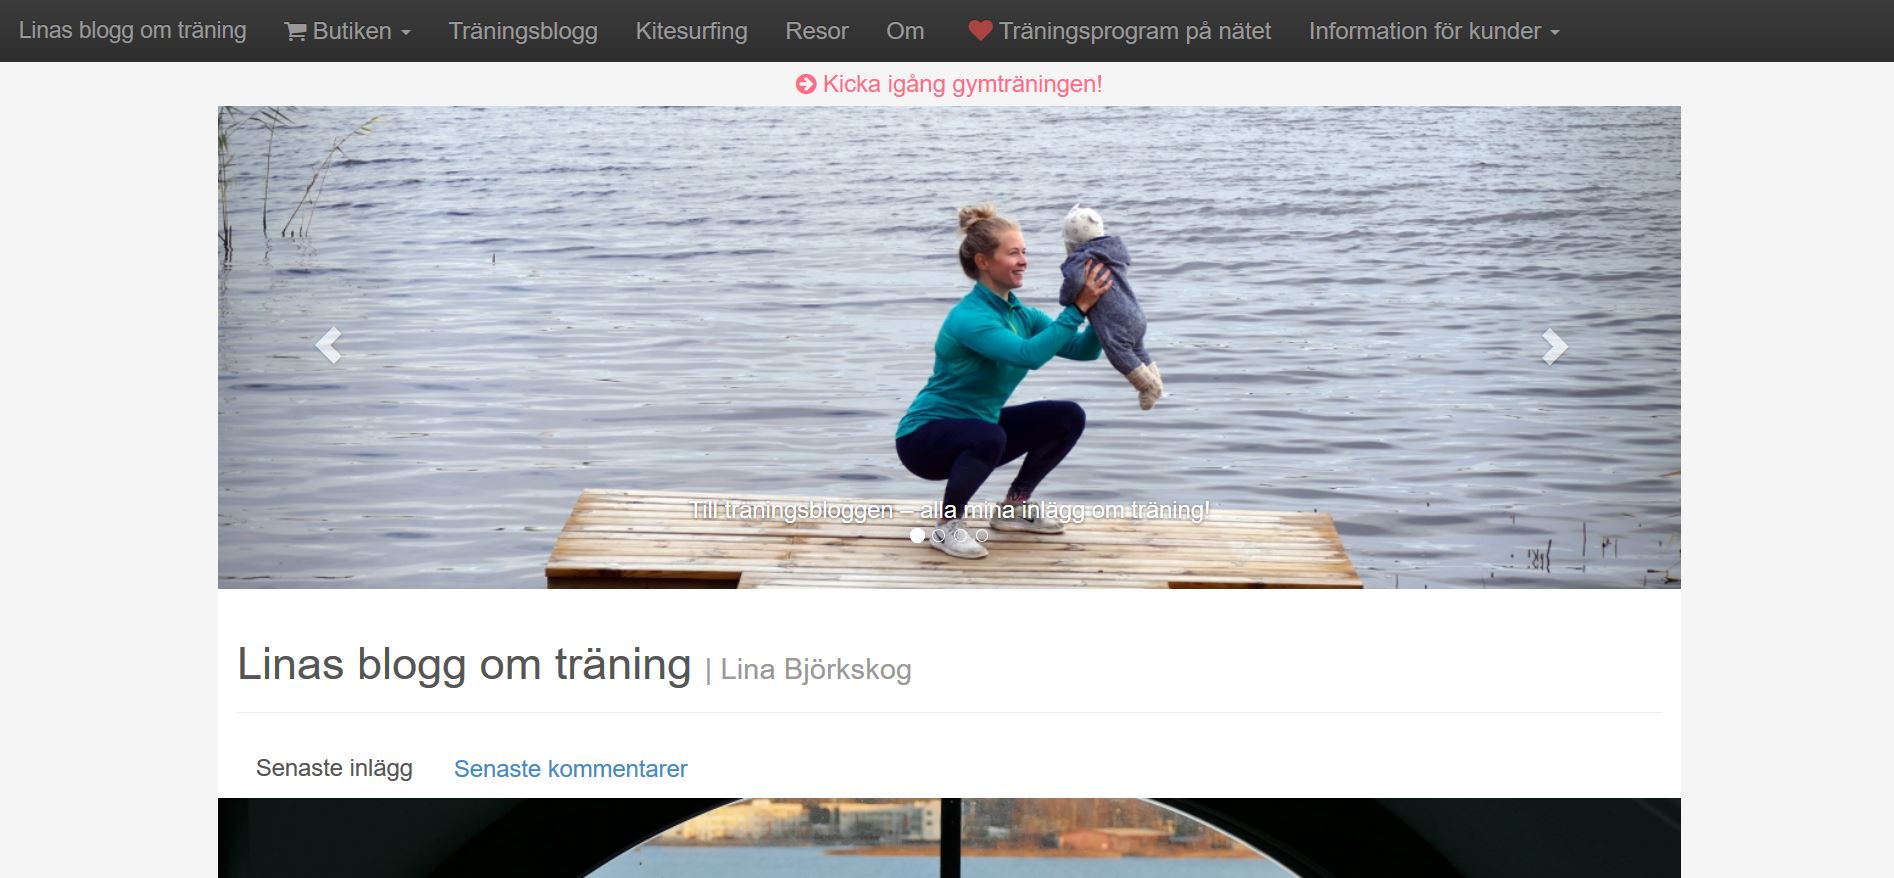 Linas blogg om träning Butiken Träningsblogg Kitesurfing Resor Om Träningsprogram på nätet Information för kunder
Kicka igång gymträningen!
Till träningsbloggen – alla mina inlägg om träning!
Linas blogg om träning | Lina Björkskog
Senaste inlägg Senaste kommentarer